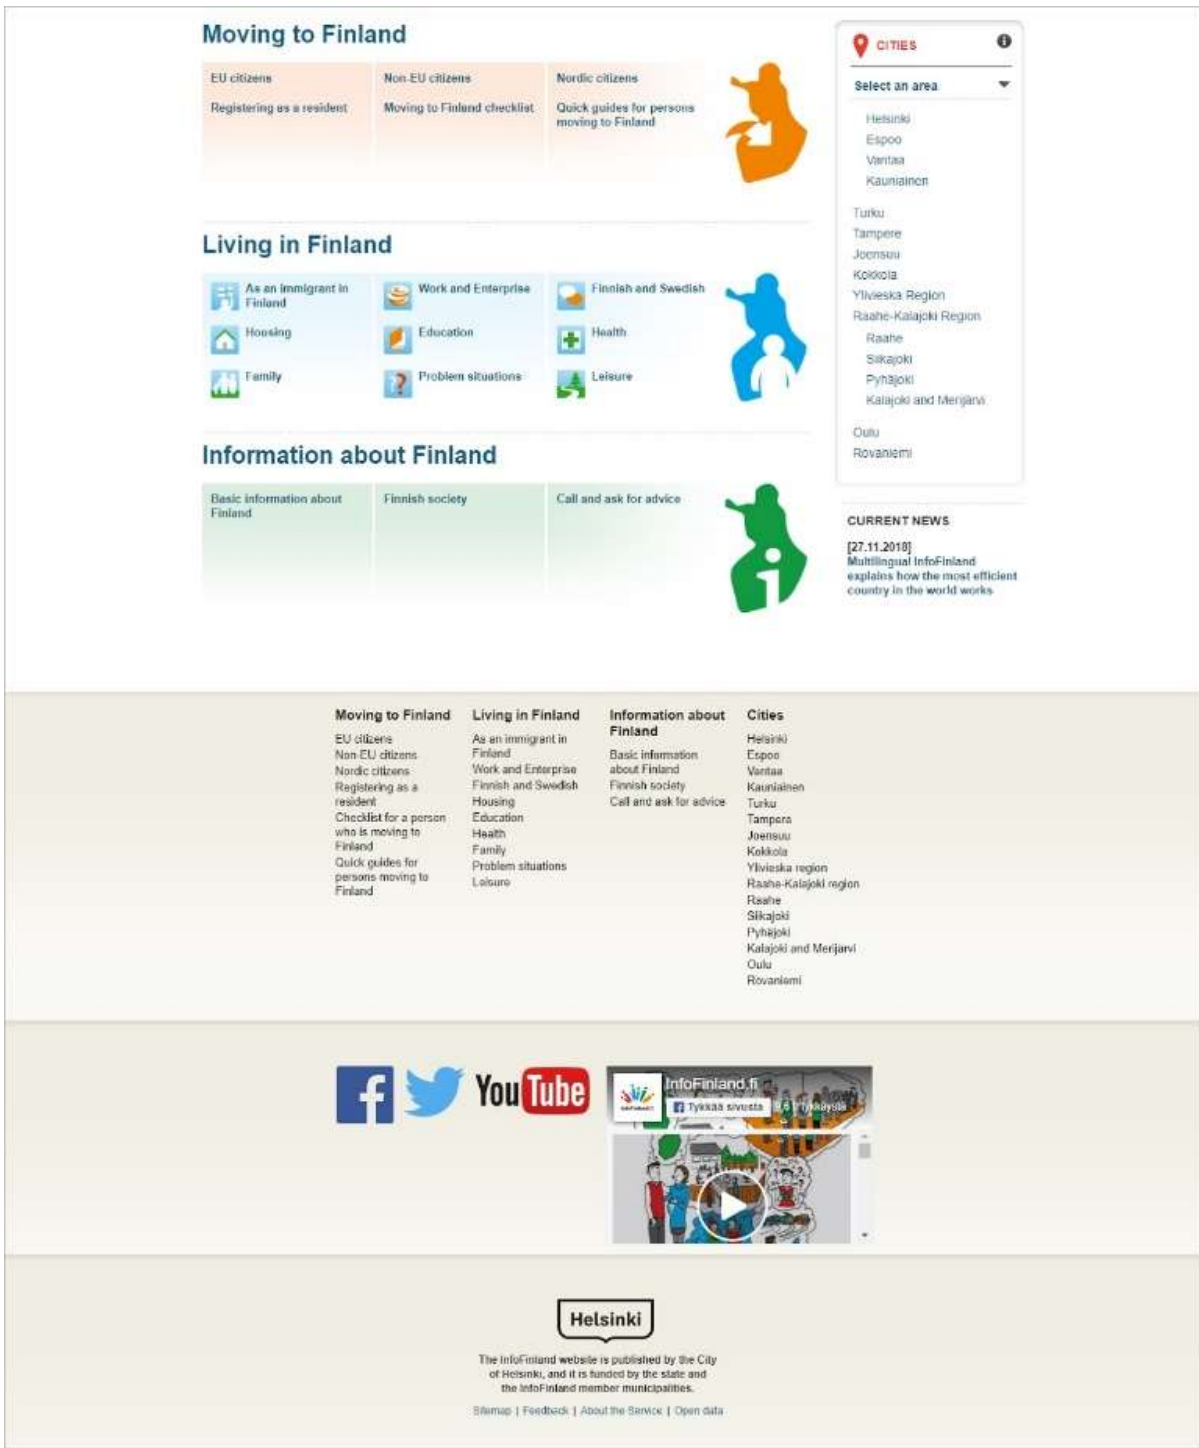 Moving to Finland
EU citizens
Non-EU citizens
Nordic citizens
Registering as a resident
Moving to Finland checklist
Quick guides for persons
moving to Finland
Living in Finland
As an immigrant in
Finland
Work and Enterprise
Finnish and Swedish
Housing
Education
Health
Family
Problem situations
Leisure
Information about Finland
Basic information about
Finland
Finnish society
Call and ask for advice
CITIES
Select an area
Helsinki
Espoo
Vantaa
Kauniainen
Turku
Tampere
Joensuu
Kokkola
Ylivieska Region
Raahe-Kalajoki Region
Raahe
Siikajoki
Pyhäjoki
Kalajoki and Merijärvi
Oulu
Rovaniemi
CURRENT NEWS
[27.11.2018]
Multilingual InfoFinland
explains how the most efficient
country in the world works
Moving to Finland
EU citizens
Non-EU citizens
Nordic citizens
Registering as a
resident
Checklist for a person
who is moving to
Finland
Quick guides for
persons moving to
Finland
Living in Finland
As an immigrant in
Finland
Work and Enterprise
Finnish and Swedish
Housing
Education
Health
Family
Problem situations
Leisure
Information about
Finland
Basic information
about Finland
Finnish society
Call and ask for advice
Cities
Helsinki
Espoo
Vantaa
Kauniainen
Turku
Tampere
Joensuu
Kokkola
Ylivieska region
Raahe-Kalajoki region
Raahe
Siikajoki
Pyhäjoki
Kalajoki and Merijarvi
Oulu
Rovaniemi
YouTube
InfoFinland.fi
Tykkää sivusta
tykkäystä
Helsinki
The InfoFinland website is published by the City
of Helsinki, and it is funded by the state and
the InfoFinland member municipalities.
Sitemap | Feedback | About the Service | Open data